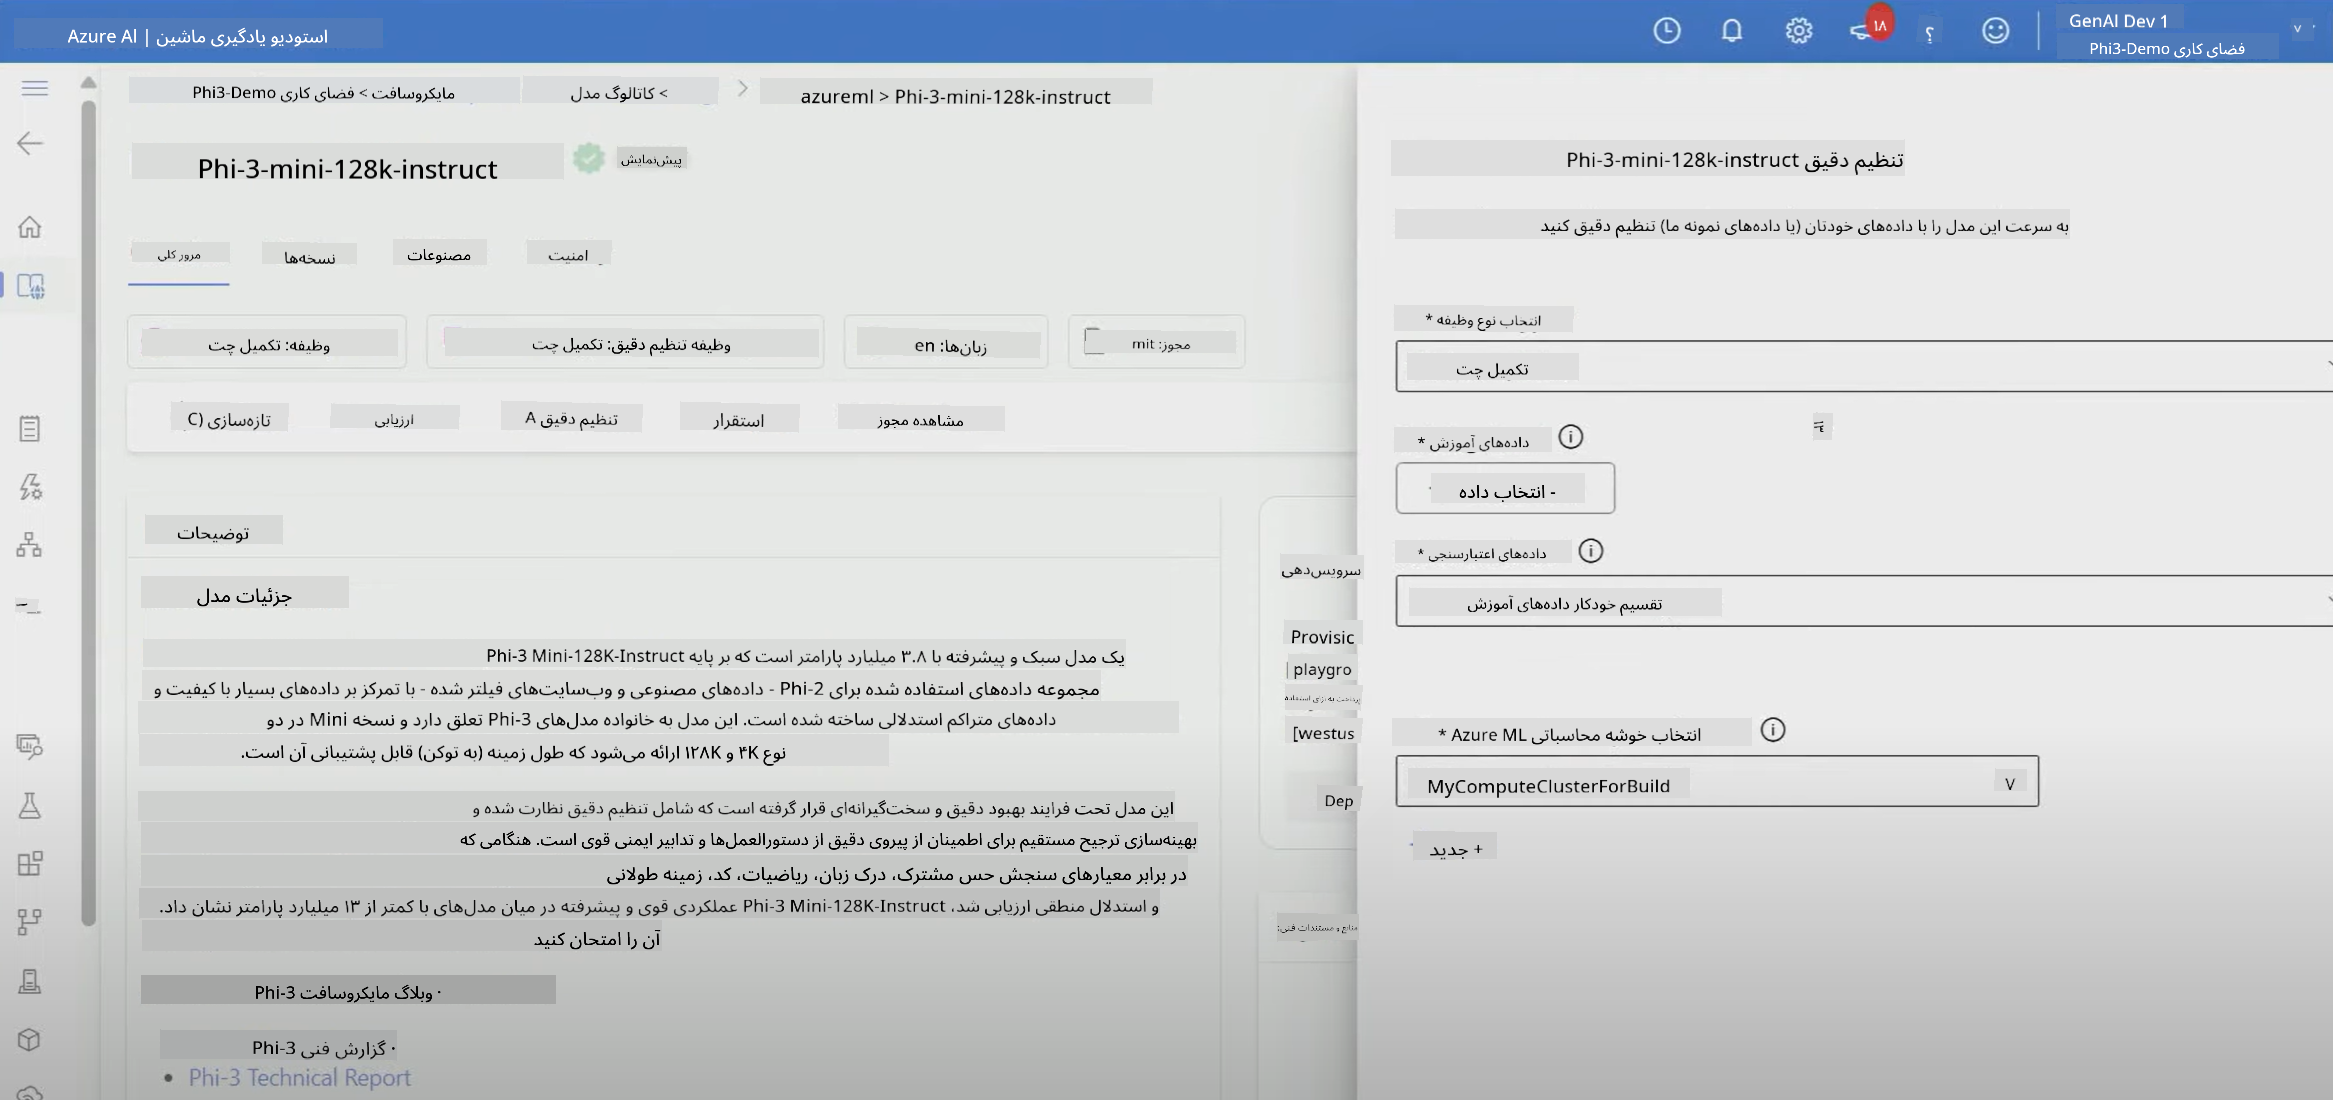 Azure AI | استودیو یادگیری ماشین
۱۸
؟
GenAI Dev 1
فضای کاری Phi3-Demo
مایکروسافت > فضای کاری Phi3-Demo
> کاتالوگ مدل
azureml > Phi-3-mini-128k-instruct
Phi-3-mini-128k-instruct
پیش‌نمایش
مرور کلی
نسخه‌ها
مصنوعات
امنیت
وظیفه: تکمیل چت
وظیفه تنظیم دقیق: تکمیل چت
زبان‌ها: en
مجوز: mit
تازه‌سازی (C
ارزیابی
تنظیم دقیق A
استقرار
مشاهده مجوز
توضیحات
جزئیات مدل
یک مدل سبک و پیشرفته با ۳.۸ میلیارد پارامتر است که بر پایه Phi-3 Mini-128K-Instruct
مجموعه داده‌های استفاده شده برای Phi-2 - داده‌های مصنوعی و وب‌سایت‌های فیلتر شده - با تمرکز بر داده‌های بسیار با کیفیت و
داده‌های متراکم استدلالی ساخته شده است. این مدل به خانواده مدل‌های Phi-3 تعلق دارد و نسخه Mini در دو
نوع ۴K و ۱۲۸K ارائه می‌شود که طول زمینه (به توکن) قابل پشتیبانی آن است.
این مدل تحت فرایند بهبود دقیق و سخت‌گیرانه‌ای قرار گرفته است که شامل تنظیم دقیق نظارت شده و
بهینه‌سازی ترجیح مستقیم برای اطمینان از پیروی دقیق از دستورالعمل‌ها و تدابیر ایمنی قوی است. هنگامی که
در برابر معیارهای سنجش حس مشترک، درک زبان، ریاضیات، کد، زمینه طولانی
و استدلال منطقی ارزیابی شد، Phi-3 Mini-128K-Instruct عملکردی قوی و پیشرفته در میان مدل‌های با کمتر از ۱۳ میلیارد پارامتر نشان داد.
آن را امتحان کنید
· وبلاگ مایکروسافت Phi-3
· گزارش فنی Phi-3
• Phi-3 Technical Report
سرویس‌دهی
Provisic
playgro
پرداخت به ازای استفاده
[westus
Dep
منابع و مستندات فنی:
تنظیم دقیق Phi-3-mini-128k-instruct
به سرعت این مدل را با داده‌های خودتان (یا داده‌های نمونه ما) تنظیم دقیق کنید
انتخاب نوع وظیفه *
تکمیل چت
داده‌های آموزش *
- انتخاب داده
داده‌های اعتبارسنجی *
تقسیم خودکار داده‌های آموزش
انتخاب خوشه محاسباتی Azure ML *
MyComputeClusterForBuild
V
+ جدید